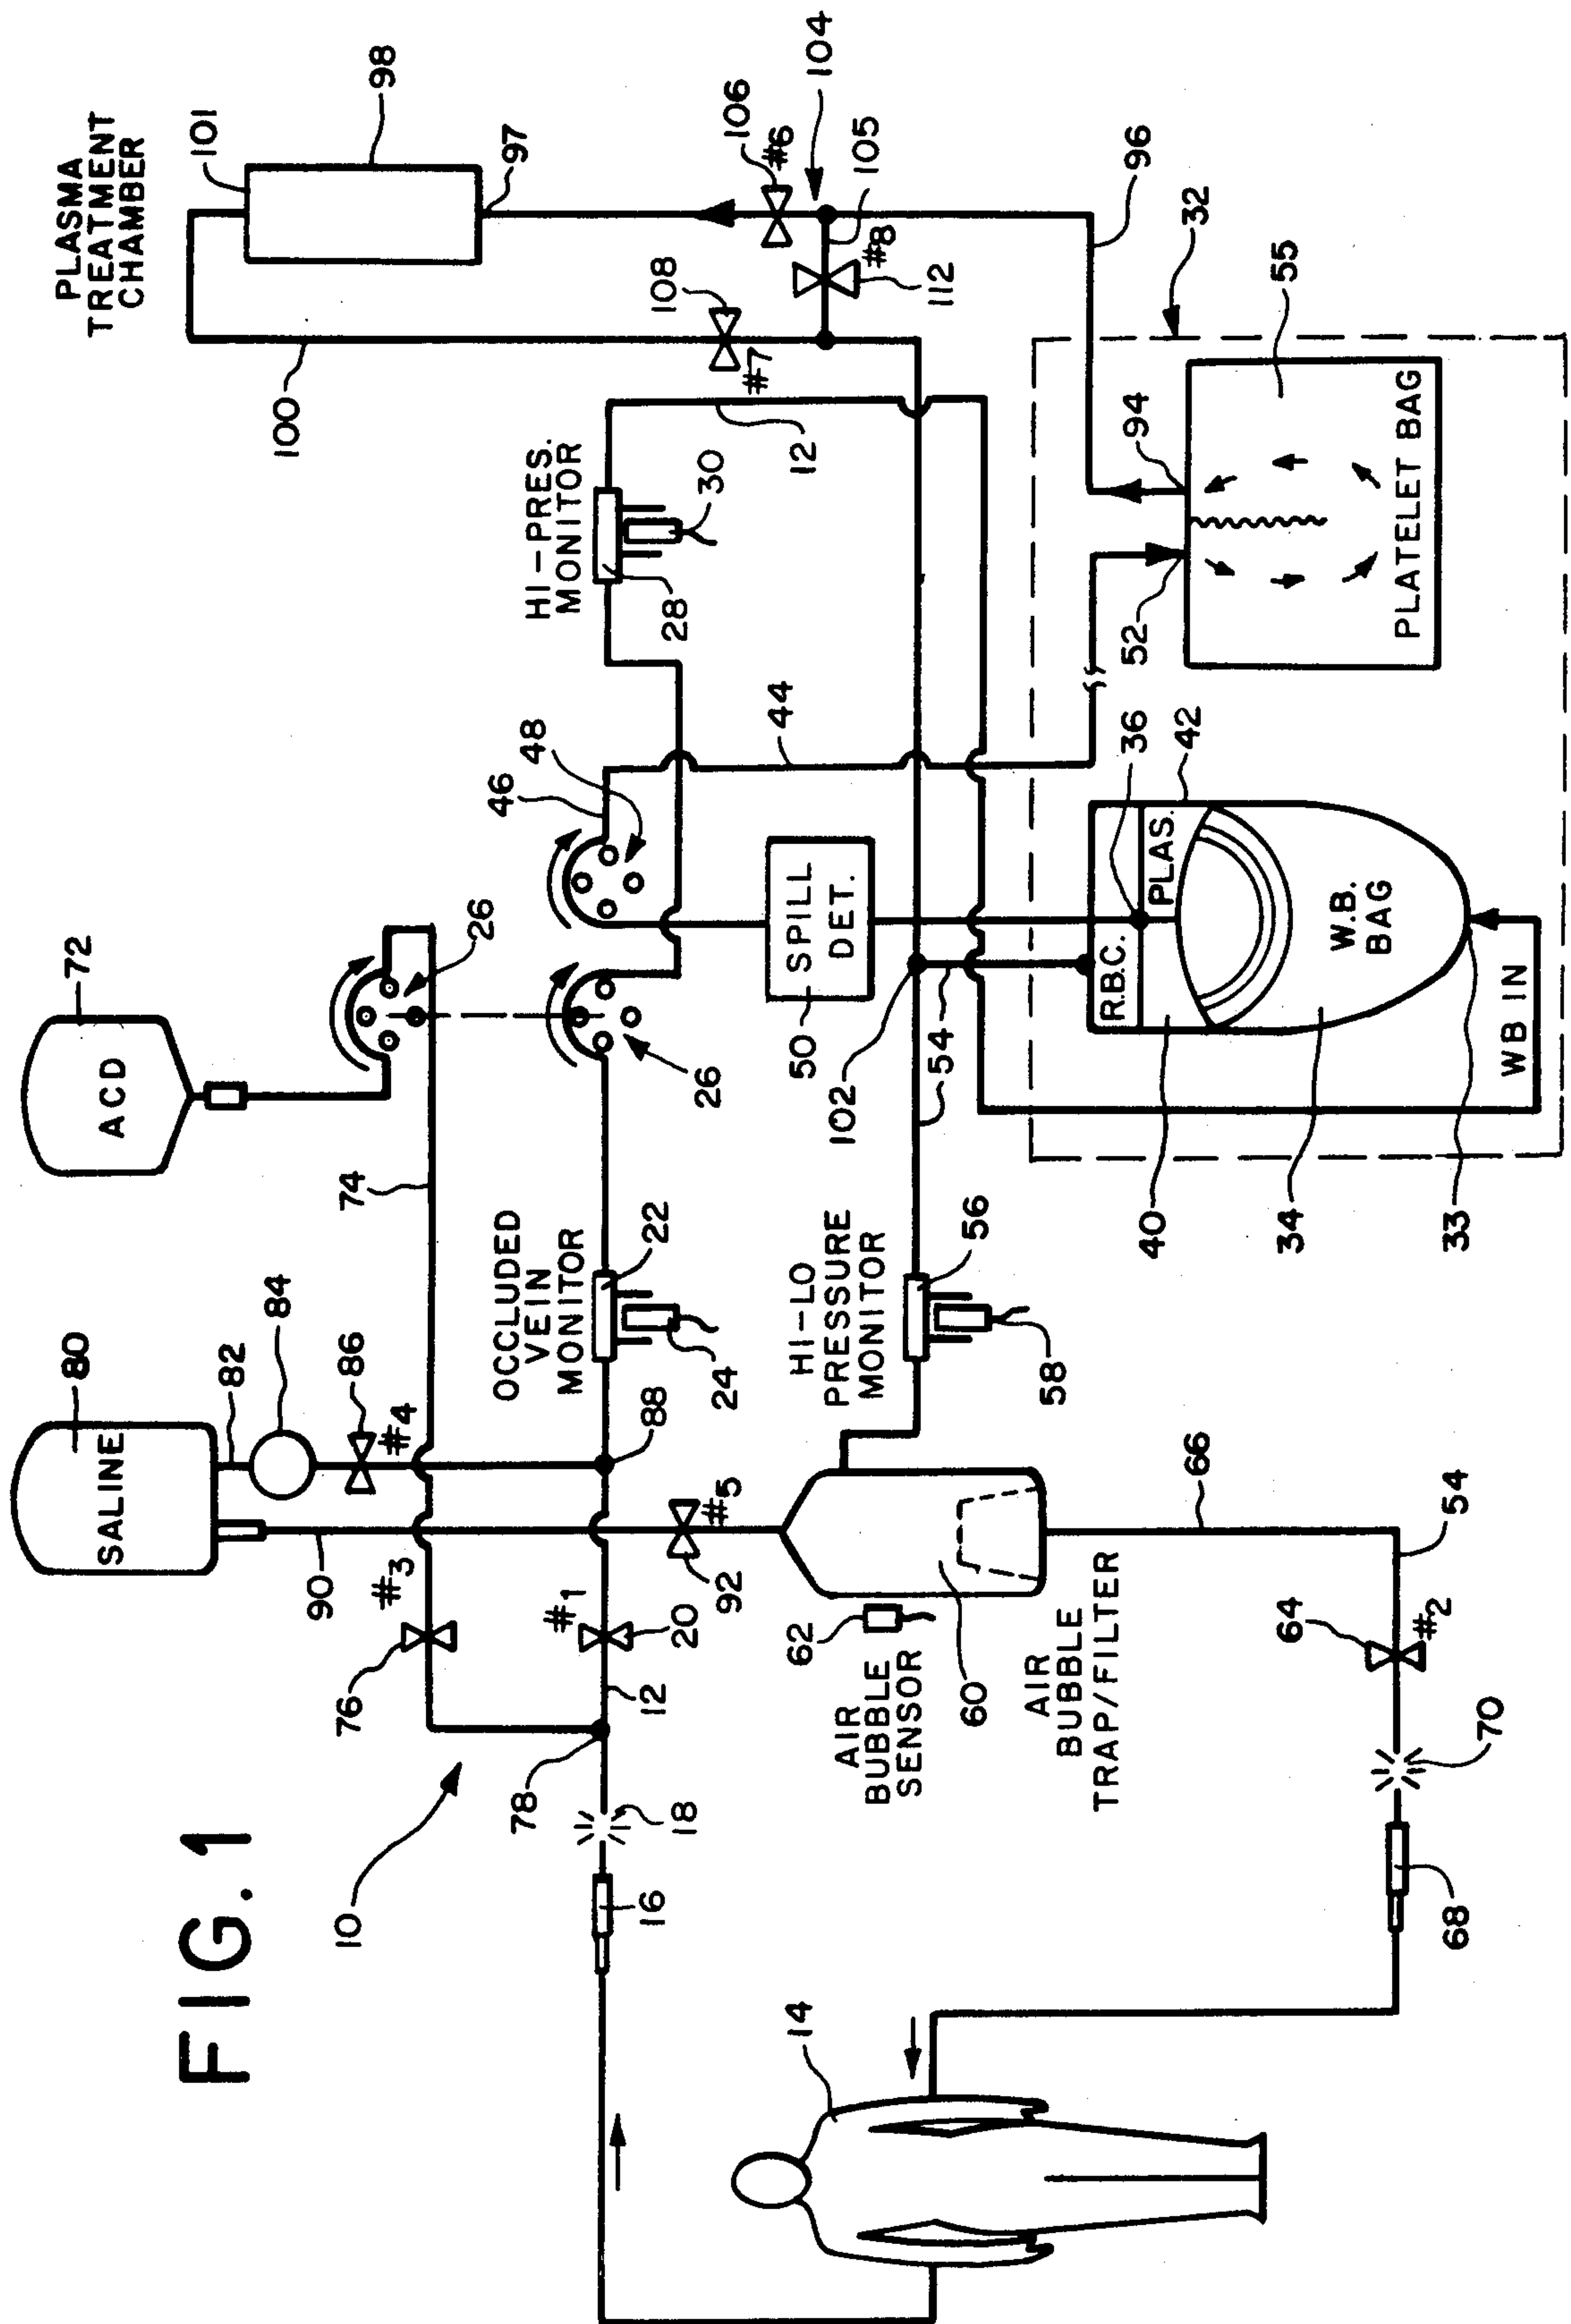 FIG. 1
PLASMA
TREATMENT
CHAMBER
101
98
97
100
106
#6
104
105
108
#7
#8
112
96
32
HI-PRES.
MONITOR
30
28
12
94
52
55
PLATELET BAG
72
ACD
26
46
48
44
36
42
50
SPILL
DET.
R.B.C.
PLAS.
W.B.
BAG
WB IN
26
102
54
40
34
33
74
OCCLUDED
VEIN
MONITOR
22
24
HI-LO
PRESSURE
MONITOR
56
58
80
SALINE
82
84
86
#4
88
90
#3
#5
92
76
#1
20
12
78
10
18
16
62
AIR
BUBBLE
SENSOR
60
AIR
BUBBLE
TRAP/FILTER
66
54
64
#2
70
68
14